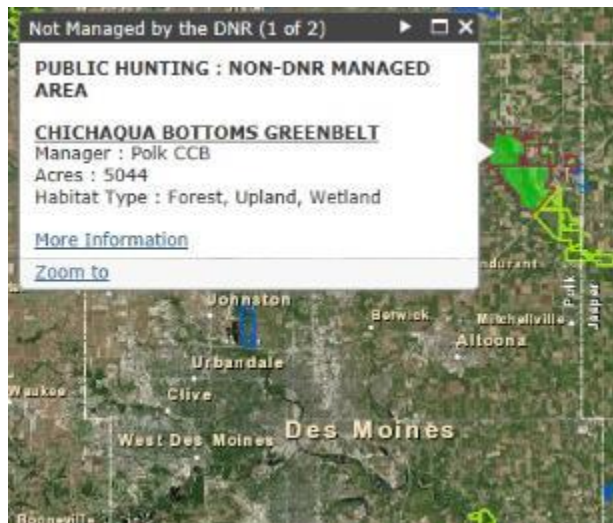 Not Managed by the DNR (1 of 2)
PUBLIC HUNTING : NON-DNR MANAGED
AREA
CHICHAQUA BOTTOMS GREENBELT
Manager : Polk CCB
Acres : 5044
Habitat Type : Forest, Upland, Wetland
More Information
Zoom to
ndurant
Polk
Jasper
Johnston
Berwick
Mitchellville
Altoona
Urbandale
Waukee
Clive
West Des Moines
Des Moines
Booneville